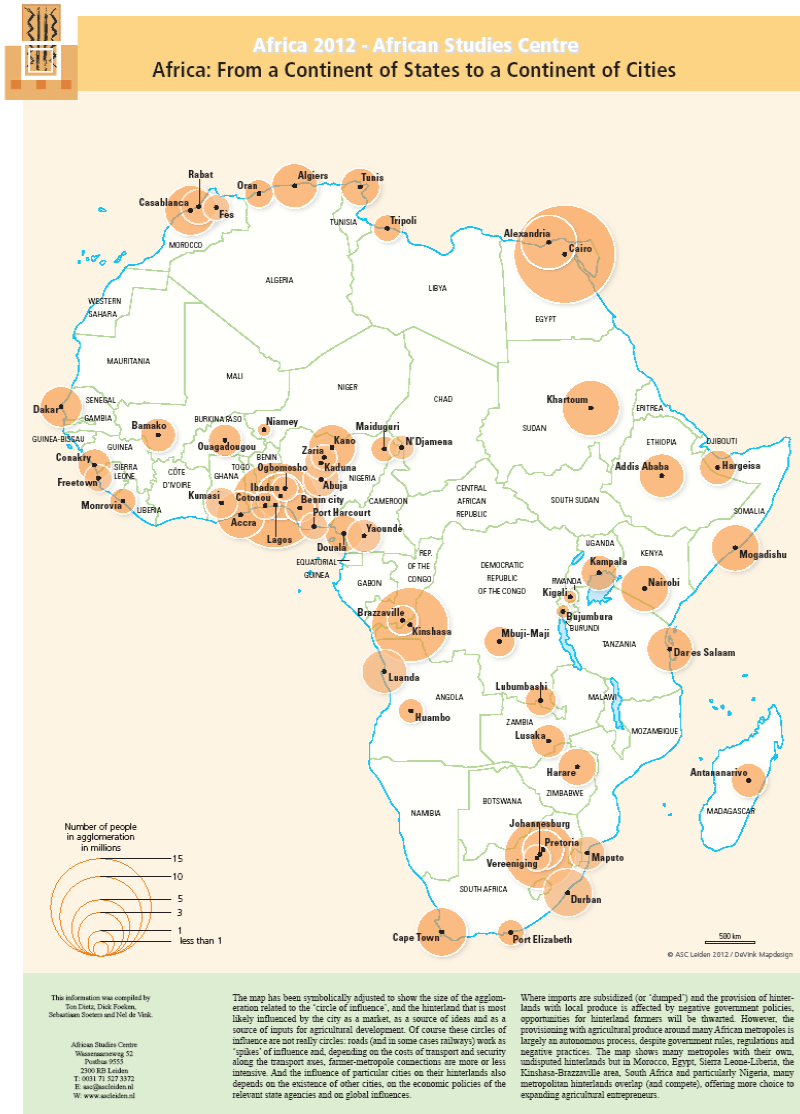 Africa 2012 - African Studies Centre
Africa: From a Continent of States to a Continent of Cities
Rabat
Algiers
Oran
Tunis
Casablanca
Fés
Tripoli
TUNISIA
Alexandria
MOROCCO
Cairo
ALGERIA
LIBYA
WESTERN
SAHARA
EGYPT
MAURITANIA
MALI
NIGER
CHAD
Khartoum
SENEGAL
Dakar
ERITREA
GAMBIA
BURKINA FASO
Niamey
Maiduguri
SUDAN
Bamako
GUINEA-BISSAU
Ouagadougou
Kano
N'Djamena
ETHIOPIA
DJIBOUTI
GUINEA
Zaria
BENIN
Conakry
TOGO
Ogbomosho
Kaduna
Addis Ababa
Hargeisa
SIERRA
LEONE
CÔTE
D'IVOIRE
GHANA
NIGERIA
Freetown
Ibadan
Abuja
CENTRAL
AFRICAN
REPUBLIC
SOUTH SUDAN
Kumasi
Cotonou
Benin city
CAMEROON
Monrovia
LIBERIA
Port Harcourt
SOMALIA
Accra
Yaoundé
Lagos
Douala
UGANDA
KENYA
Mogadishu
EQUATORIAL
GUINEA
REP.
OF THE
CONGO
DEMOCRATIC
REPUBLIC
OF THE CONGO
Kampala
GABON
RWANDA
Kigali
Nairobi
Brazzaville
Bujumbura
Kinshasa
BURUNDI
Mbuji-Maji
TANZANIA
Dar es Salaam
Luanda
Lubumbashi
ANGOLA
MALAWI
Huambo
ZAMBIA
Lusaka
MOZAMBIQUE
Harare
Antananarivo
ZIMBABWE
BOTSWANA
NAMIBIA
MADAGASCAR
Johannesburg
Pretoria
Vereeniging
Maputo
SOUTH AFRICA
Durban
Cape Town
Port Elizabeth
Number of people
in agglomeration
in millions
15
10
5
3
1
less than 1
500 km
© ASC Leiden 2012 / DeVink Mapdesign
This information was compiled by
Ton Dietz, Dick Foeken,
Sebastiaan Soeters and Nel de Vink.
African Studies Centre
Wassenaarseweg 52
Postbus 9555
2300 RB Leiden
T: 0031 71 527 3372
E: asc@ascleiden.nl
W: www.ascleiden.nl
The map has been symbolically adjusted to show the size of the agglom-
eration related to the 'circle of influence', and the hinterland that is most
likely influenced by the city as a market, as a source of ideas and as a
source of inputs for agricultural development. Of course these circles of
influence are not really circles: roads (and in some cases railways) work as
'spikes' of influence and, depending on the costs of transport and security
along the transport axes, farmer-metropole connections are more or less
intensive. And the influence of particular cities on their hinterlands also
depends on the existence of other cities, on the economic policies of the
relevant state agencies and on global influences.
Where imports are subsidized (or 'dumped') and the provision of hinter-
lands with local produce is affected by negative government policies,
opportunities for hinterland farmers will be thwarted. However, the
provisioning with agricultural produce around many African metropoles is
largely an autonomous process, despite government rules, regulations and
negative practices. The map shows many metropoles with their own,
undisputed hinterlands but in Morocco, Egypt, Sierra Leone-Liberia, the
Kinshasa-Brazzaville area, South Africa and particularly Nigeria, many
metropolitan hinterlands overlap (and compete), offering more choice to
expanding agricultural entrepreneurs.